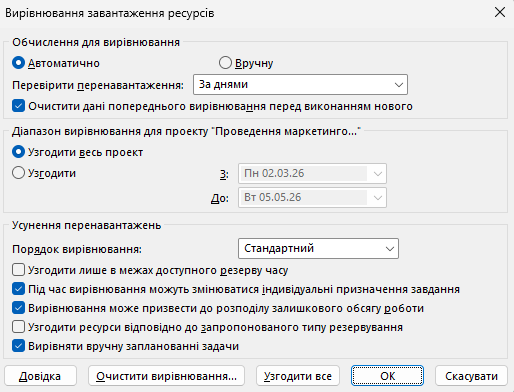 Вирівнювання завантаження ресурсів
Обчислення для вирівнювання
Автоматично
Вручну
Перевірити перенавантаження:
За днями
Очистити дані попереднього вирівнювання перед виконанням нового
Діапазон вирівнювання для проекту "Проведення маркетинго..."
Узгодити весь проект
Узгодити
З:
Пн 02.03.26
До:
Вт 05.05.26
Усунення перенавантажень
Порядок вирівнювання:
Стандартний
Узгодити лише в межах доступного резерву часу
Під час вирівнювання можуть змінюватися індивідуальні призначення завдання
Вирівнювання може призвести до розподілу залишкового обсягу роботи
Узгодити ресурси відповідно до запропонованого типу резервування
Вирівняти вручну заплановані задачі
Довідка
Очистити вирівнювання...
Узгодити все
ОК
Скасувати